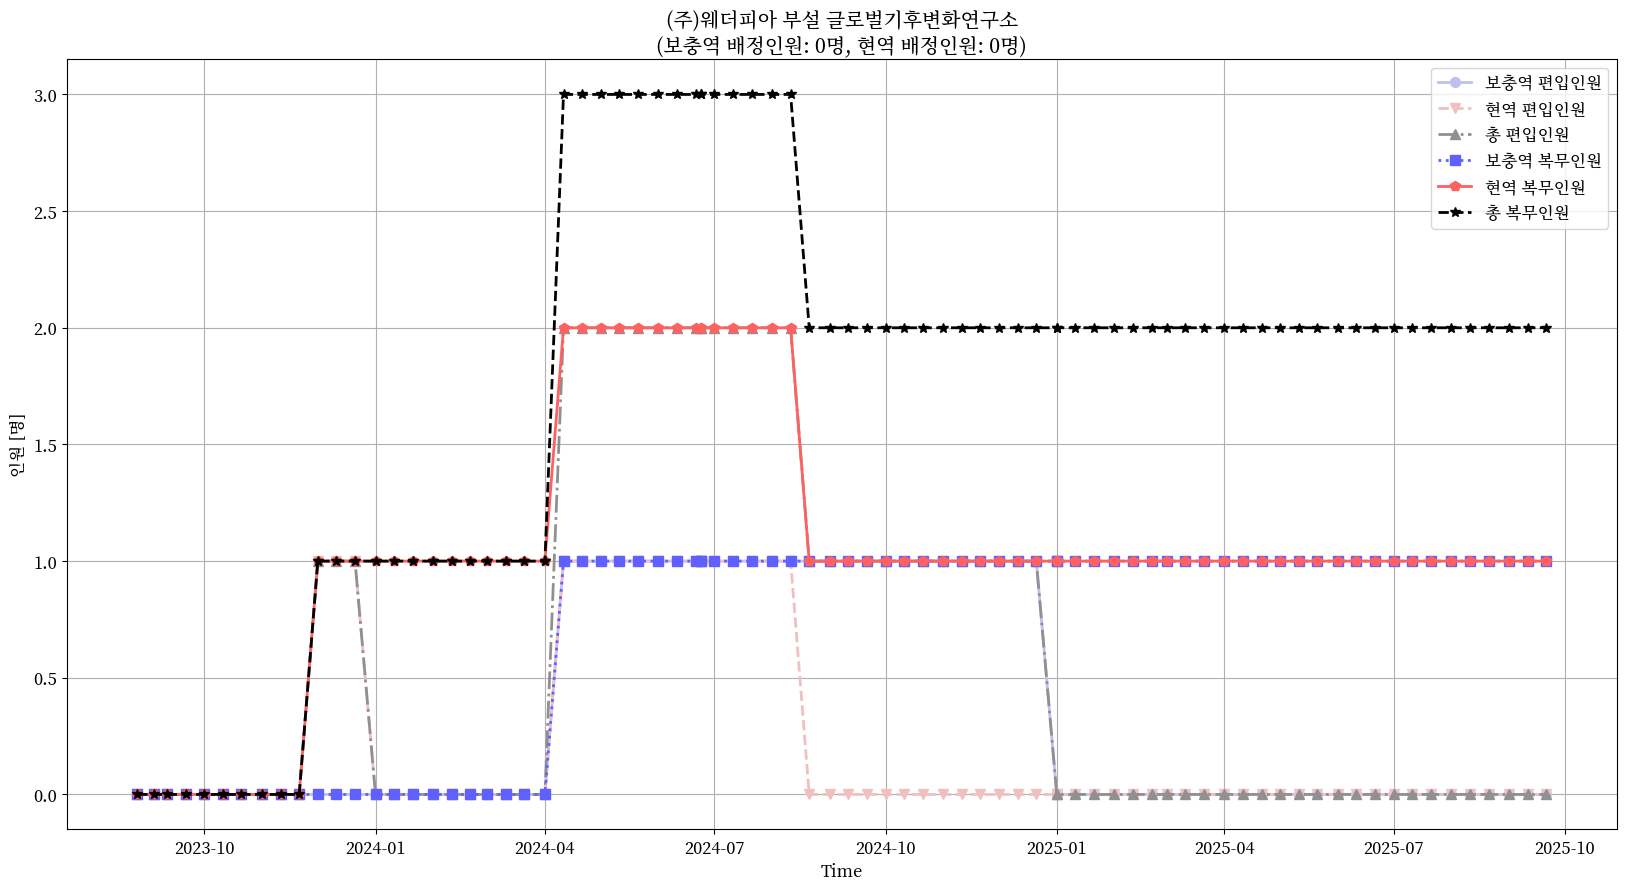 (주)웨더피아 부설 글로벌기후변화연구소
(보충역 배정인원: 0명, 현역 배정인원: 0명)
보충역 편입인원
현역 편입인원
총 편입인원
보충역 복무인원
현역 복무인원
총 복무인원
인원 [명]
3.0
2.5
2.0
1.5
1.0
0.5
0.0
2023-10
2024-01
2024-04
2024-07
2024-10
2025-01
2025-04
2025-07
2025-10
Time